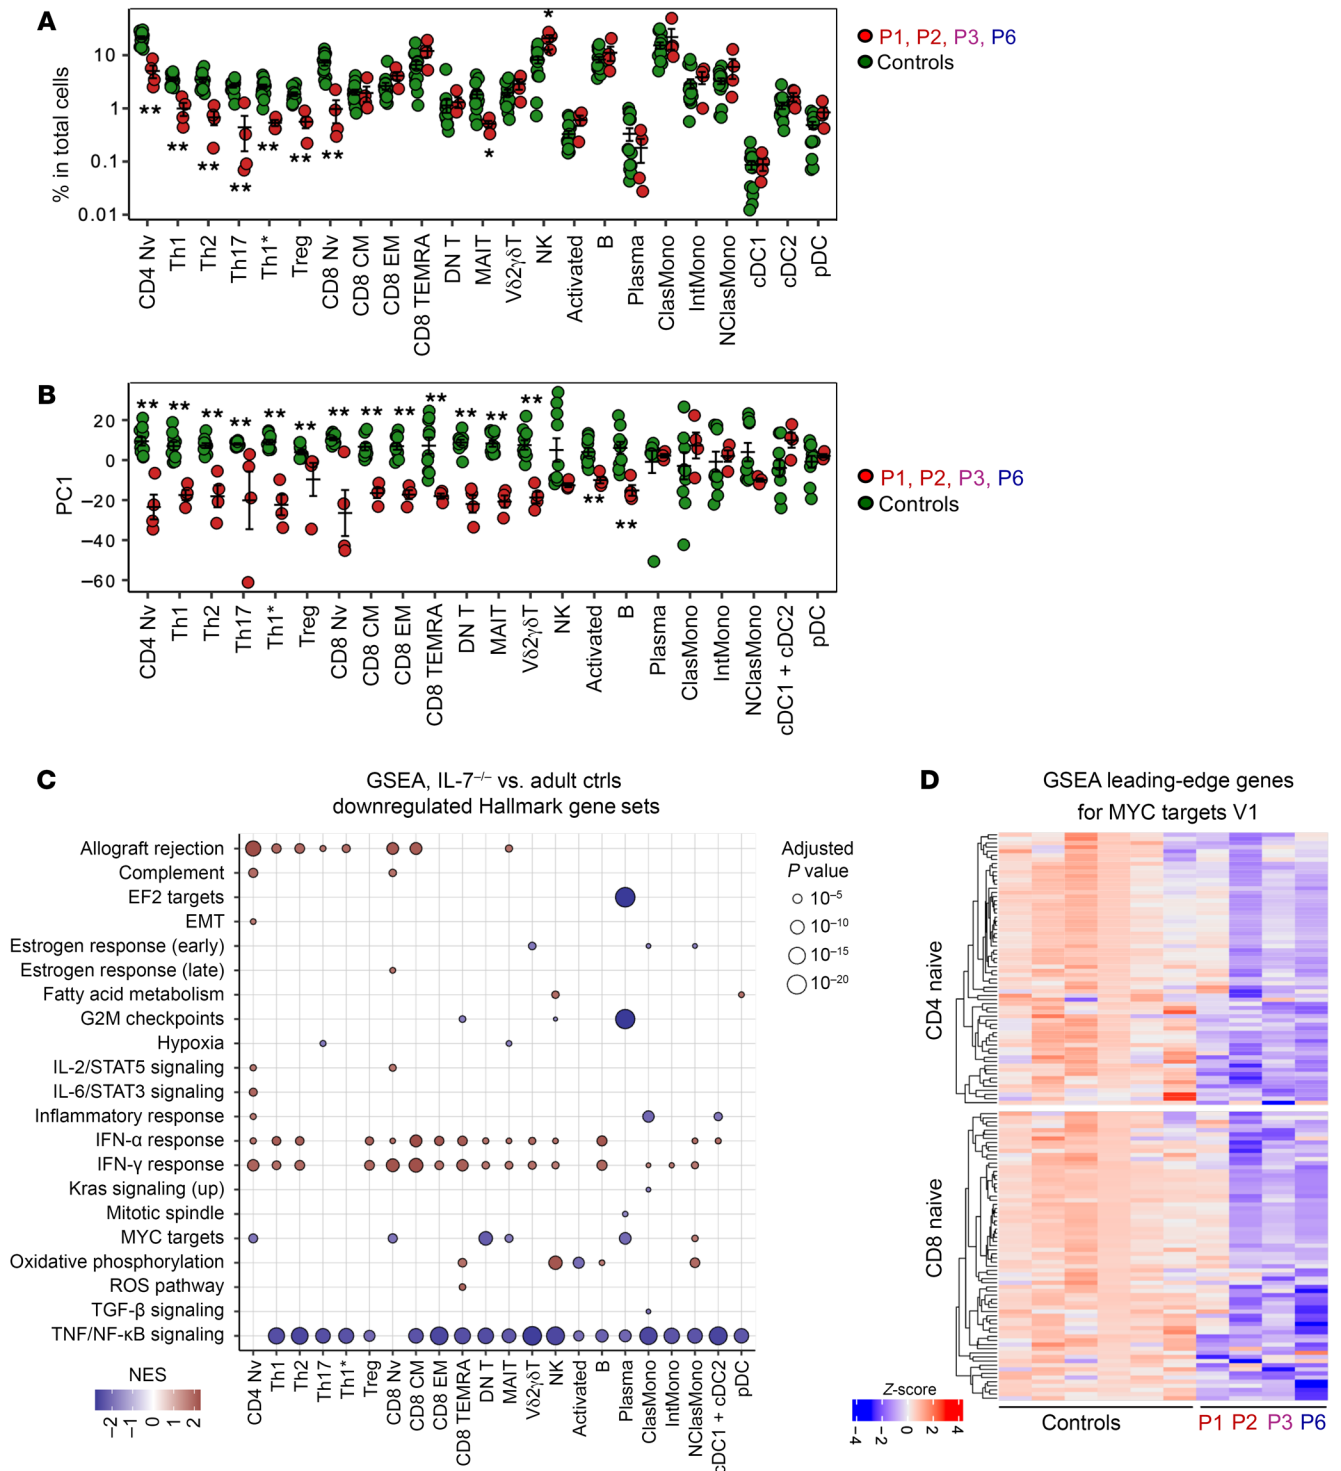 A
% in total cells
10
1
0.1
0.01
** ** ** ** ** ** ** * *
CD4 Nv Th1 Th2 Th17 Th1* Treg CD8 Nv CD8 CM CD8 EM CD8 TEMRA DN T MAIT Vδ2γδT NK Activated B Plasma ClasMono IntMono NClasMono cDC1 cDC2 pDC
P1, P2, P3, P6
Controls
B
PC1
20
0
−20
−40
−60
** ** ** ** ** ** ** ** ** ** ** ** ** ** **
CD4 Nv Th1 Th2 Th17 Th1* Treg CD8 Nv CD8 CM CD8 EM CD8 TEMRA DN T MAIT Vδ2γδT NK Activated B Plasma ClasMono IntMono NClasMono cDC1 + cDC2 pDC
P1, P2, P3, P6
Controls
C
GSEA, IL-7−/− vs. adult ctrls
downregulated Hallmark gene sets
Allograft rejection
Complement
EF2 targets
EMT
Estrogen response (early)
Estrogen response (late)
Fatty acid metabolism
G2M checkpoints
Hypoxia
IL-2/STAT5 signaling
IL-6/STAT3 signaling
Inflammatory response
IFN-α response
IFN-γ response
Kras signaling (up)
Mitotic spindle
MYC targets
Oxidative phosphorylation
ROS pathway
TGF-β signaling
TNF/NF-κB signaling
CD4 Nv Th1 Th2 Th17 Th1* Treg CD8 Nv CD8 CM CD8 EM CD8 TEMRA DN T MAIT Vδ2γδT NK Activated B Plasma ClasMono IntMono NClasMono cDC1 + cDC2 pDC
NES
−2 −1 0 1 2
Adjusted
P value
10−5
10−10
10−15
10−20
D
GSEA leading-edge genes
for MYC targets V1
CD4 naive
CD8 naive
Controls
P1 P2 P3 P6
Z-score
−4 −2 0 2 4